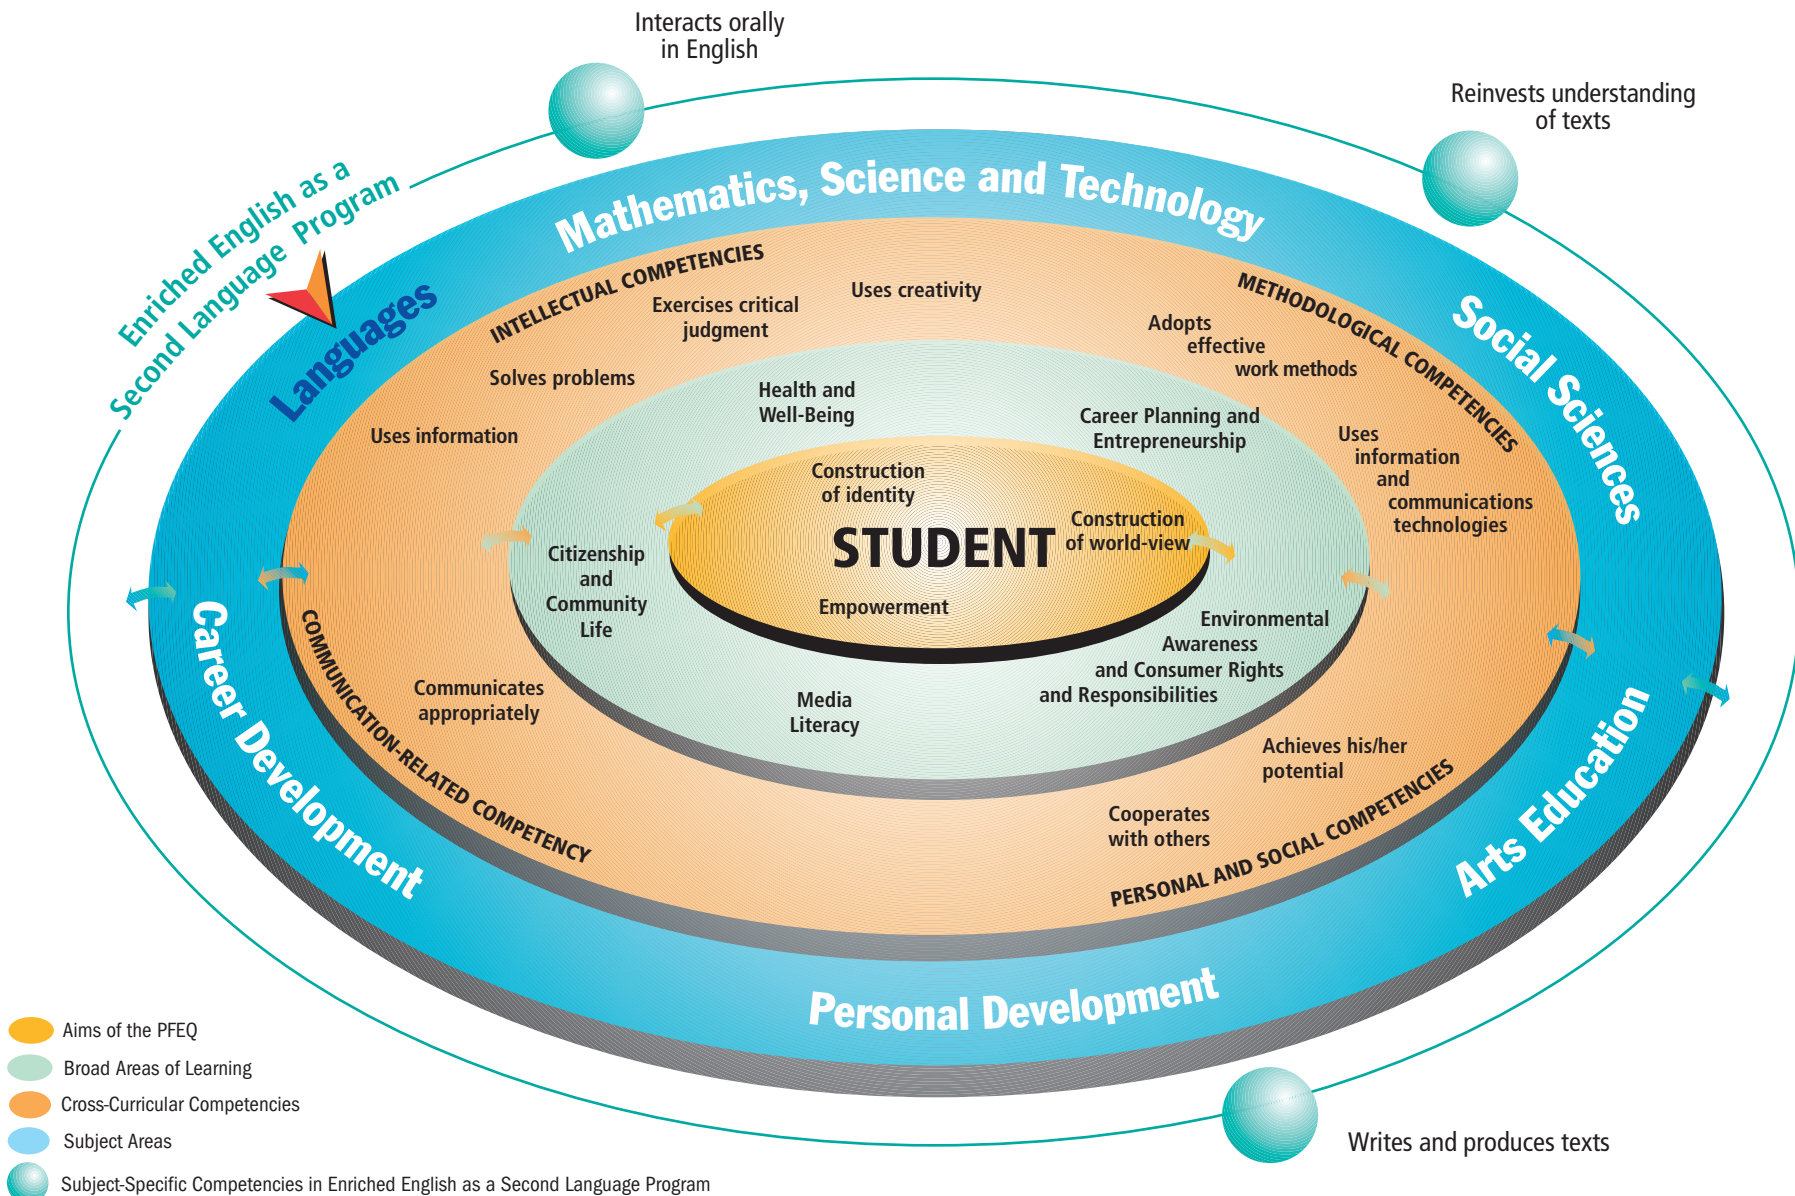 Interacts orally
in English
Reinvests understanding
of texts
Enriched English as a
Second Language Program
Mathematics, Science and Technology
Languages
Social Sciences
INTELLECTUAL COMPETENCIES
METHODOLOGICAL COMPETENCIES
Uses creativity
Exercises critical
judgment
Solves problems
Uses information
Adopts
effective
work methods
Uses
information
and
communications
technologies
Health and
Well-Being
Career Planning and
Entrepreneurship
Construction
of identity
STUDENT
Construction
of world-view
Empowerment
Citizenship
and
Community
Life
Environmental
Awareness
and Consumer Rights
and Responsibilities
Media
Literacy
Communicates
appropriately
COMMUNICATION-RELATED COMPETENCY
Achieves his/her
potential
Cooperates
with others
PERSONAL AND SOCIAL COMPETENCIES
Career Development
Arts Education
Personal Development
Writes and produces texts
Aims of the PFEQ
Broad Areas of Learning
Cross-Curricular Competencies
Subject Areas
Subject-Specific Competencies in Enriched English as a Second Language Program